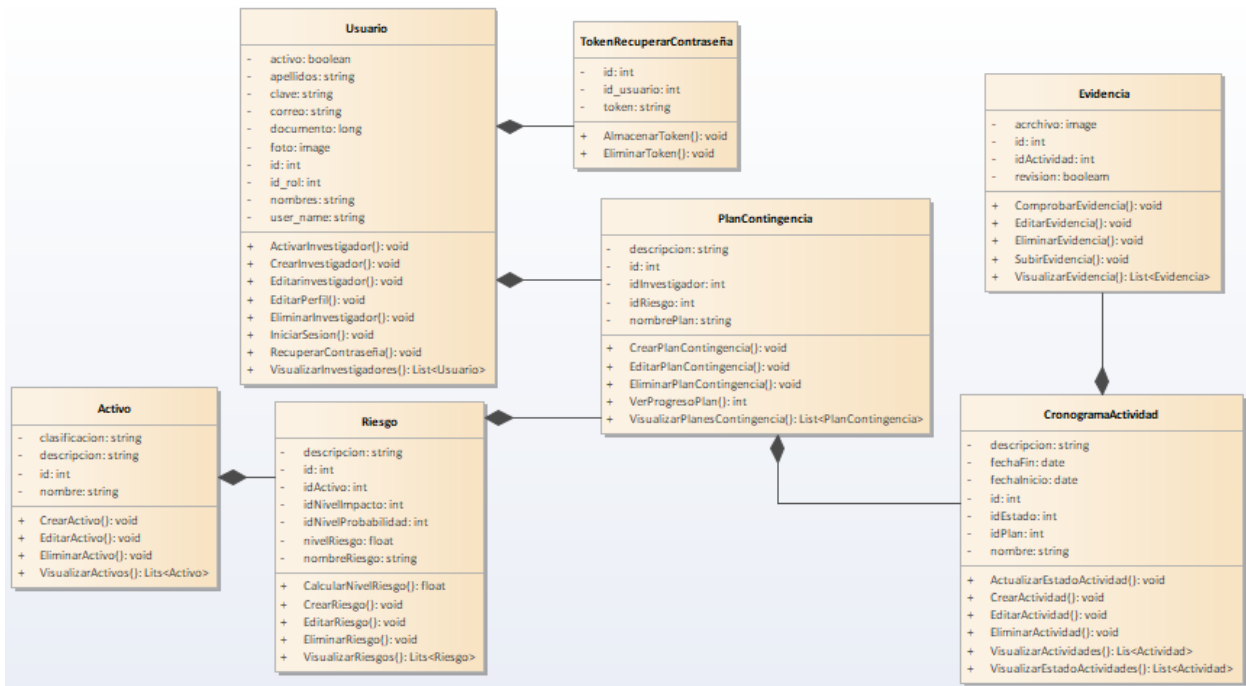 Usuario
- activo: boolean
- apellidos: string
- clave: string
- correo: string
- documento: long
- foto: image
- id: int
- id_rol: int
- nombres: string
- user_name: string
+ ActivarInvestigador(): void
+ CrearInvestigador(): void
+ Editarinvestigador(): void
+ EditarPerfil(): void
+ EliminarInvestigador(): void
+ IniciarSesion(): void
+ RecuperarContraseña(): void
+ VisualizarInvestigadores(): List<Usuario>
TokenRecuperarContraseña
- id: int
- id_usuario: int
- token: string
+ AlmacenarToken(): void
+ EliminarToken(): void
Evidencia
- acrchivo: image
- id: int
- idActividad: int
- revision: booleam
+ ComprobarEvidencia(): void
+ EditarEvidencia(): void
+ EliminarEvidencia(): void
+ SubirEvidencia(): void
+ VisualizarEvidencia(): List<Evidencia>
PlanContingencia
- descripcion: string
- id: int
- idInvestigador: int
- idRiesgo: int
- nombrePlan: string
+ CrearPlanContingencia(): void
+ EditarPlanContingencia(): void
+ EliminarPlanContingencia(): void
+ VerProgresoPlan(): int
+ VisualizarPlanesContingencia(): List<PlanContingencia>
Activo
- clasificacion: string
- descripcion: string
- id: int
- nombre: string
+ CrearActivo(): void
+ EditarActivo(): void
+ EliminarActivo(): void
+ VisualizarActivos(): Lits<Activo>
Riesgo
- descripcion: string
- id: int
- idActivo: int
- idNivelImpacto: int
- idNivelProbabilidad: int
- nivelRiesgo: float
- nombreRiesgo: string
+ CalcularNivelRiesgo(): float
+ CrearRiesgo(): void
+ EditarRiesgo(): void
+ EliminarRiesgo(): void
+ VisualizarRiesgos(): Lits<Riesgo>
CronogramaActividad
- descripcion: string
- fechaFin: date
- fechaInicio: date
- id: int
- idEstado: int
- idPlan: int
- nombre: string
+ ActualizarEstadoActividad(): void
+ CrearActividad(): void
+ EditarActividad(): void
+ EliminarActividad(): void
+ VisualizarActividades(): Lis<Actividad>
+ VisualizarEstadoActividades(): List<Actividad>